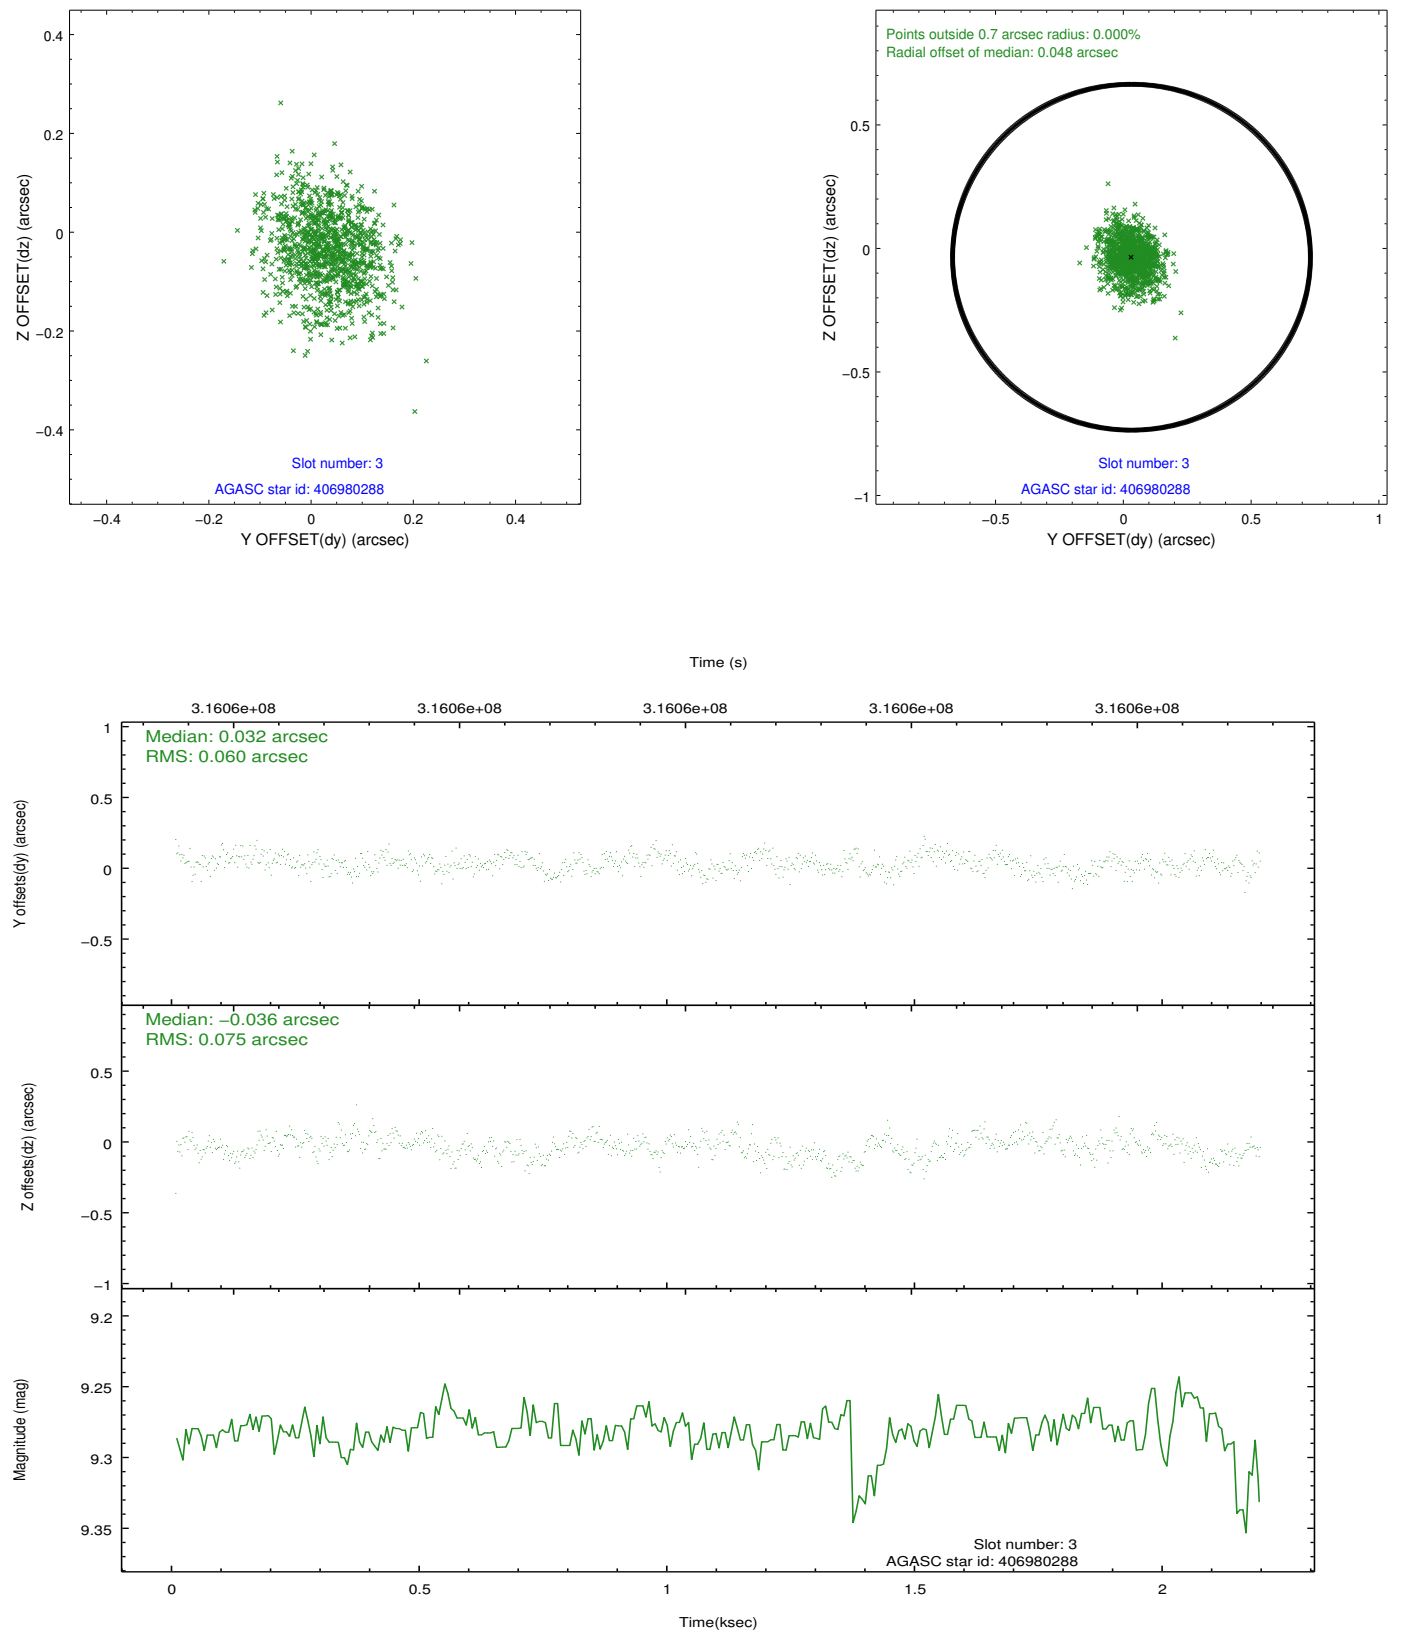 0.4
0.2
0
−0.2
−0.4
Z OFFSET(dz) (arcsec)
Slot number: 3
AGASC star id: 406980288
−0.4 −0.2 0 0.2 0.4
Y OFFSET(dy) (arcsec)
Points outside 0.7 arcsec radius: 0.000%
Radial offset of median: 0.048 arcsec
0.5
0
−0.5
−1
Z OFFSET(dz) (arcsec)
Slot number: 3
AGASC star id: 406980288
−0.5 0 0.5 1
Y OFFSET(dy) (arcsec)
Time (s)
3.1606e+08 3.1606e+08 3.1606e+08 3.1606e+08 3.1606e+08
Median: 0.032 arcsec
RMS: 0.060 arcsec
1
0.5
0
−0.5
Y offsets(dy) (arcsec)
Median: −0.036 arcsec
RMS: 0.075 arcsec
0.5
0
−0.5
−1
Z offsets(dz) (arcsec)
9.2
9.25
9.3
9.35
Magnitude (mag)
Slot number: 3
AGASC star id: 406980288
0 0.5 1 1.5 2
Time(ksec)